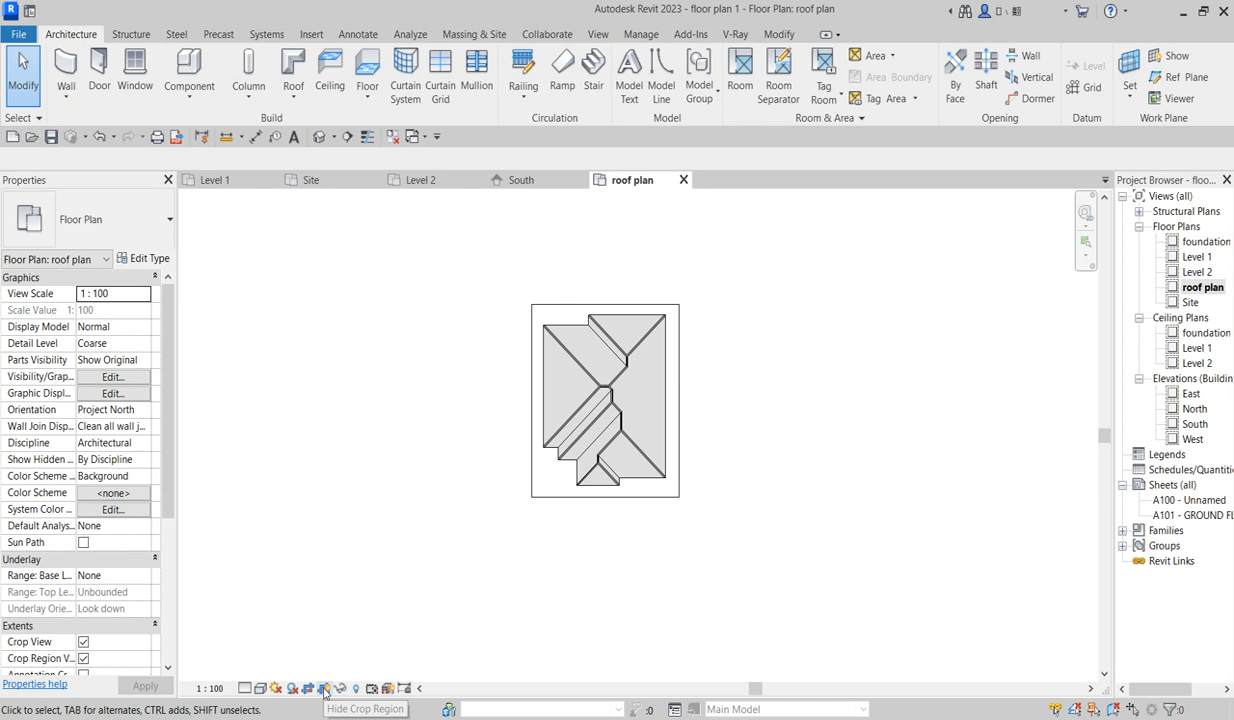 Autodesk Revit 2023 - floor plan 1 - Floor Plan: roof plan
File Architecture Structure Steel Precast Systems Insert Annotate Analyze Massing & Site Collaborate View Manage Add-Ins V-Ray Modify
Modify Wall Door Window Component Column Roof Ceiling Floor Curtain System Curtain Grid Mullion Railing Ramp Stair Model Text Model Line Model Group Room Room Separator Tag Room Area Area Boundary Tag Area By Face Shaft Wall Vertical Dormer Level Grid Set Show Ref Plane Viewer
Select Build Circulation Model Room & Area Opening Datum Work Plane
Properties
Level 1 Site Level 2 South roof plan
Project Browser - floo...
Floor Plan
Floor Plan: roof plan Edit Type
Graphics
View Scale 1 : 100
Scale Value 1: 100
Display Model Normal
Detail Level Coarse
Parts Visibility Show Original
Visibility/Grap... Edit...
Graphic Displ... Edit...
Orientation Project North
Wall Join Disp... Clean all wall j...
Discipline Architectural
Show Hidden ... By Discipline
Color Scheme ... Background
Color Scheme <none>
System Color ... Edit...
Default Analys... None
Sun Path
Underlay
Range: Base L... None
Range: Top Le... Unbounded
Underlay Orie... Look down
Extents
Crop View
Crop Region V...
Properties help Apply
Views (all)
Structural Plans
Floor Plans
foundation
Level 1
Level 2
roof plan
Site
Ceiling Plans
foundation
Level 1
Level 2
Elevations (Buildin
East
North
South
West
Legends
Schedules/Quantiti
Sheets (all)
A100 - Unnamed
A101 - GROUND FL
Families
Groups
Revit Links
1 : 100
Hide Crop Region
Click to select, TAB for alternates, CTRL adds, SHIFT unselects.
:0
Main Model
:0